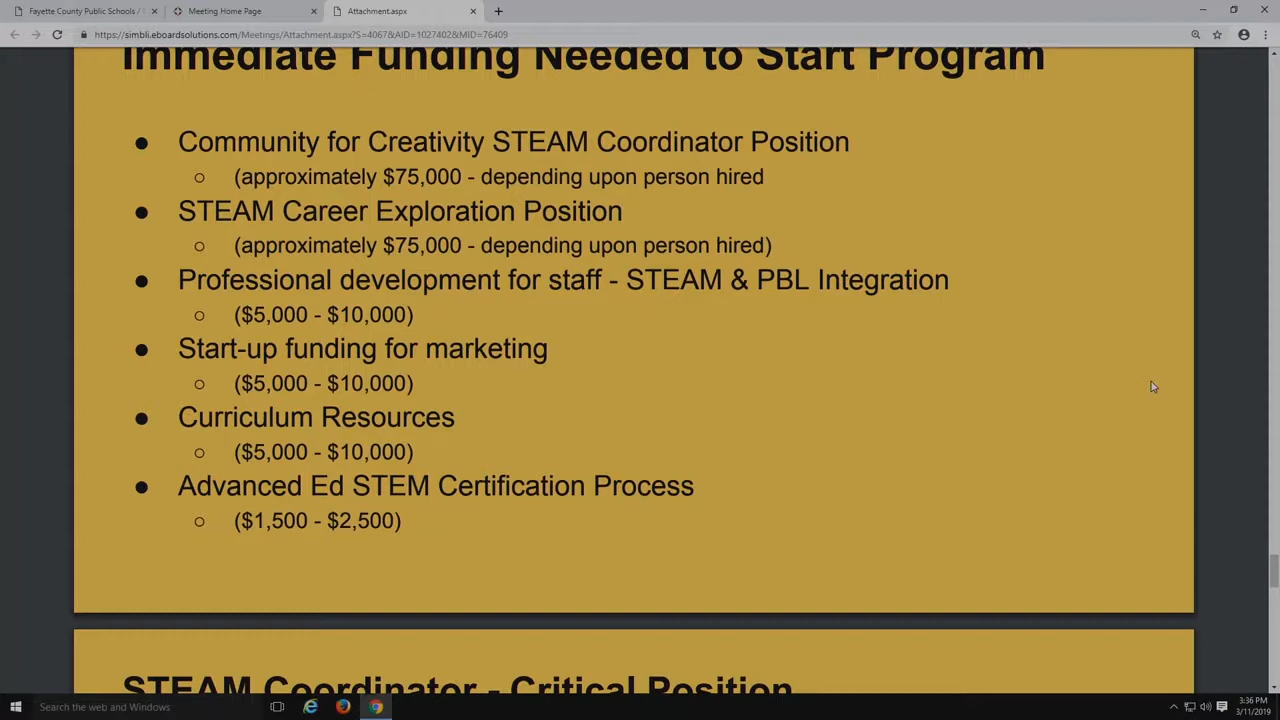 Fayette County Public Schools /
Meeting Home Page
Attachment.aspx
https://simbli.eboardsolutions.com/Meetings/Attachment.aspx?S=4067&AID=1027402&MID=76409
Immediate Funding Needed to Start Program
● Community for Creativity STEAM Coordinator Position
○ (approximately $75,000 - depending upon person hired
● STEAM Career Exploration Position
○ (approximately $75,000 - depending upon person hired)
● Professional development for staff - STEAM & PBL Integration
○ ($5,000 - $10,000)
● Start-up funding for marketing
○ ($5,000 - $10,000)
● Curriculum Resources
○ ($5,000 - $10,000)
● Advanced Ed STEM Certification Process
○ ($1,500 - $2,500)
STEAM Coordinator - Critical Position
Search the web and Windows
3:36 PM
3/11/2019